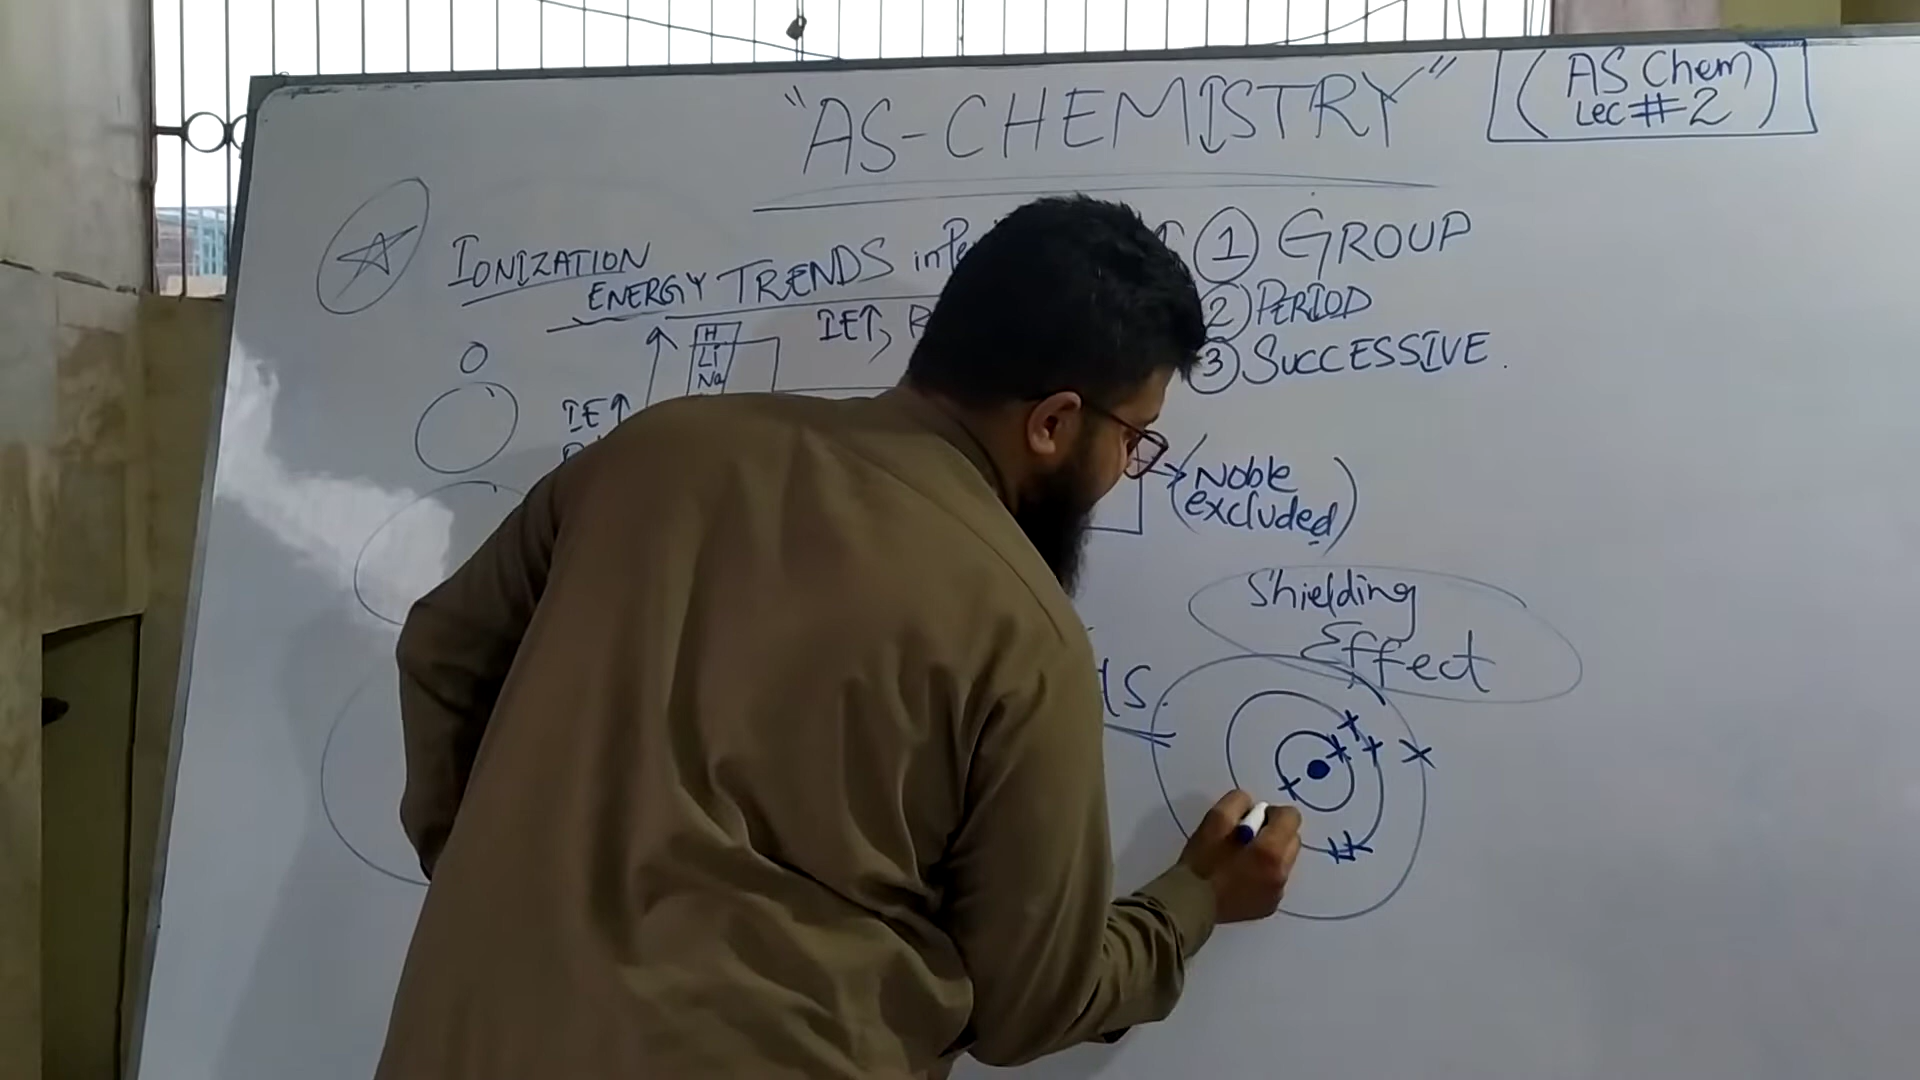 "AS-CHEMISTRY"
(AS Chem
Lec #2)
IONIZATION
ENERGY TRENDS in
1 GROUP
2 PERIOD
3 SUCCESSIVE.
H
Li
Na
IE↑,
IE↑
(Noble
excluded)
Shielding
Effect